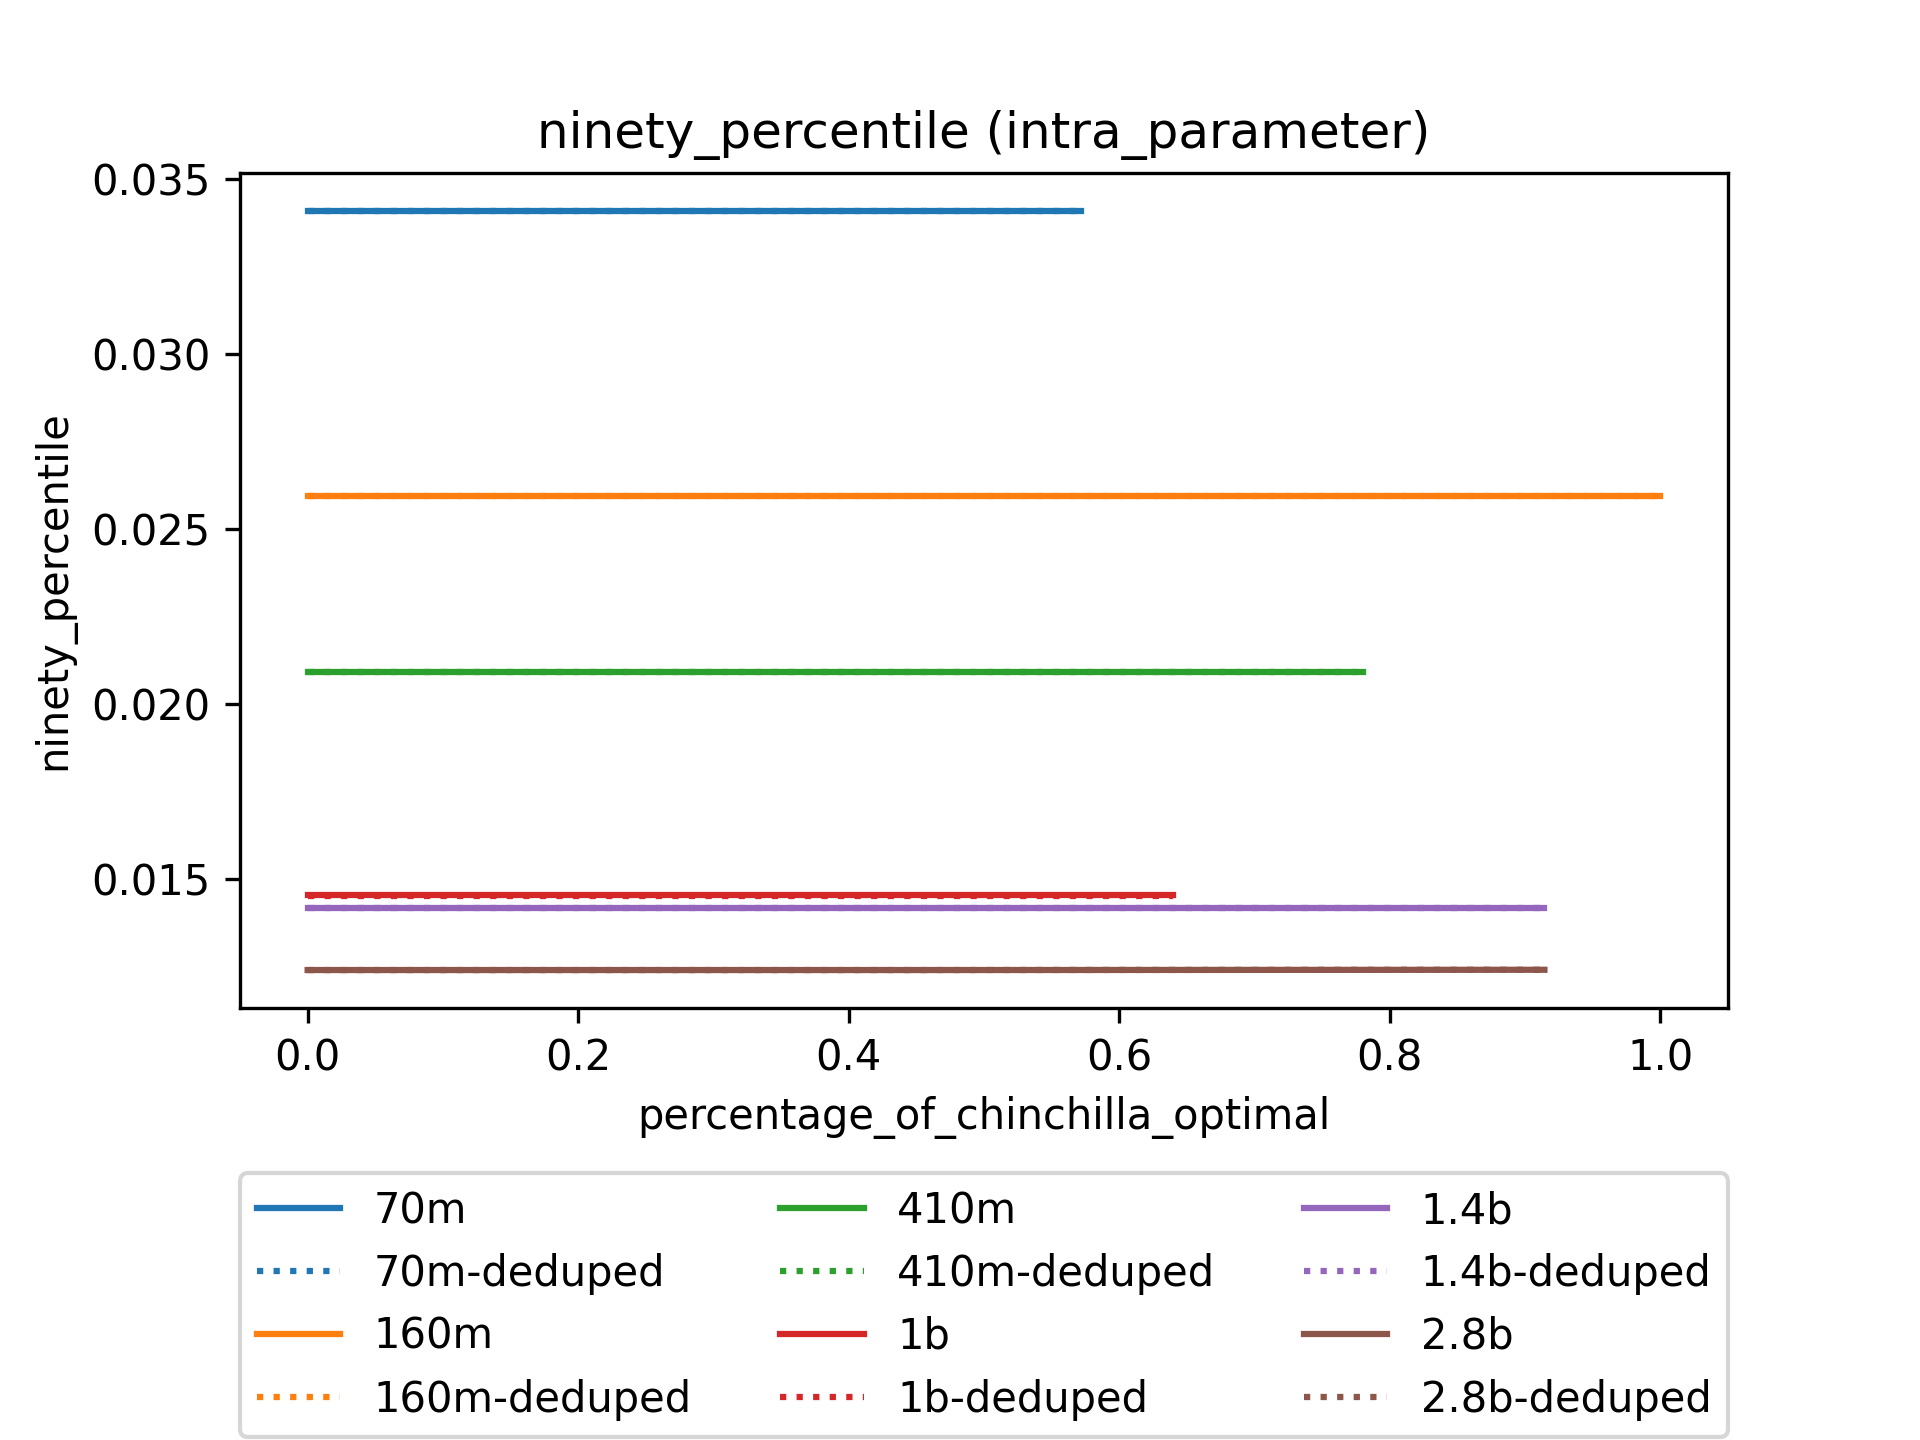 ninety_percentile (intra_parameter)
ninety_percentile
0.035
0.030
0.025
0.020
0.015
0.0 0.2 0.4 0.6 0.8 1.0
percentage_of_chinchilla_optimal
70m
70m-deduped
160m
160m-deduped
410m
410m-deduped
1b
1b-deduped
1.4b
1.4b-deduped
2.8b
2.8b-deduped